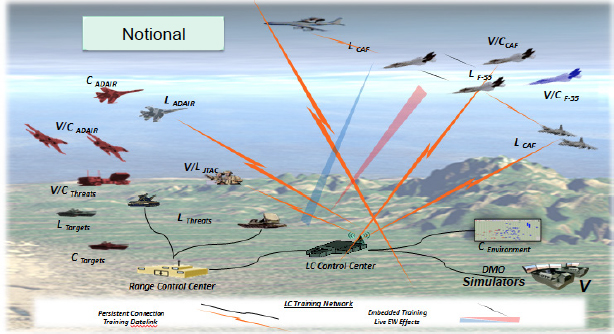 Notional
L CAF
V/C CAF
C ADAIR
L F-35
V/C F-35
L ADAIR
V/C ADAIR
L CAF
V/L JTAC
V/C Threats
L Threats
L Targets
C Environment
C Targets
LC Control Center
DMO
Simulators
V
Range Control Center
LC Training Network
Persistent Connection
Training Datalink
Embedded Training
Live EW Effects